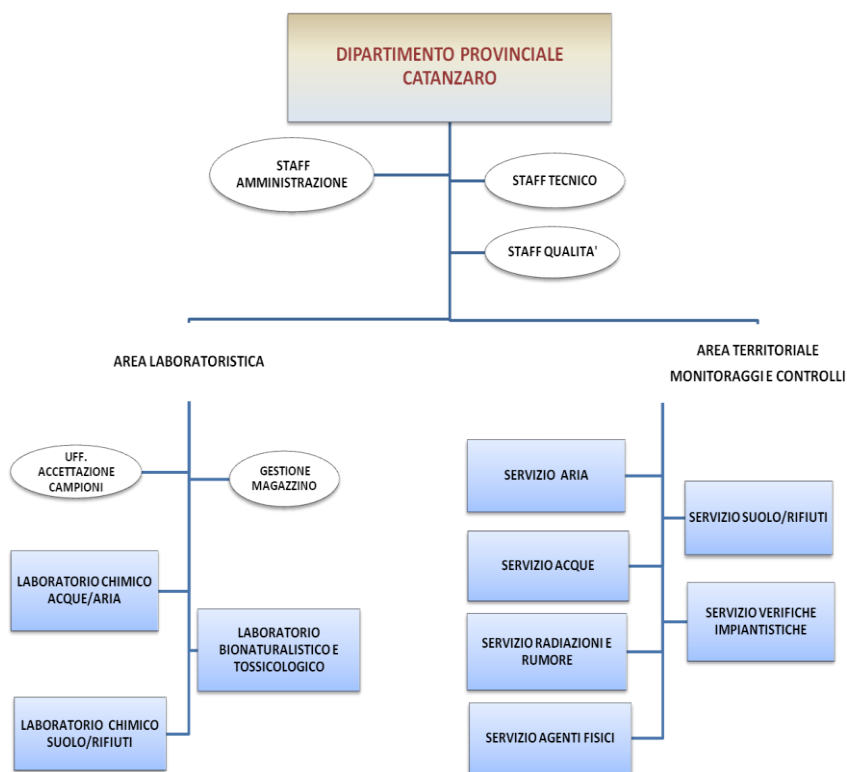 DIPARTIMENTO PROVINCIALE
CATANZARO
STAFF
AMMINISTRAZIONE
STAFF TECNICO
STAFF QUALITA'
AREA LABORATORISTICA
AREA TERRITORIALE
MONITORAGGI E CONTROLLI
UFF.
ACCETTAZIONE
CAMPIONI
GESTIONE
MAGAZZINO
LABORATORIO CHIMICO
ACQUE/ARIA
LABORATORIO
BIONATURALISTICO E
TOSSICOLOGICO
LABORATORIO CHIMICO
SUOLO/RIFIUTI
SERVIZIO ARIA
SERVIZIO SUOLO/RIFIUTI
SERVIZIO ACQUE
SERVIZIO VERIFICHE
IMPIANTISTICHE
SERVIZIO RADIAZIONI E
RUMORE
SERVIZIO AGENTI FISICI